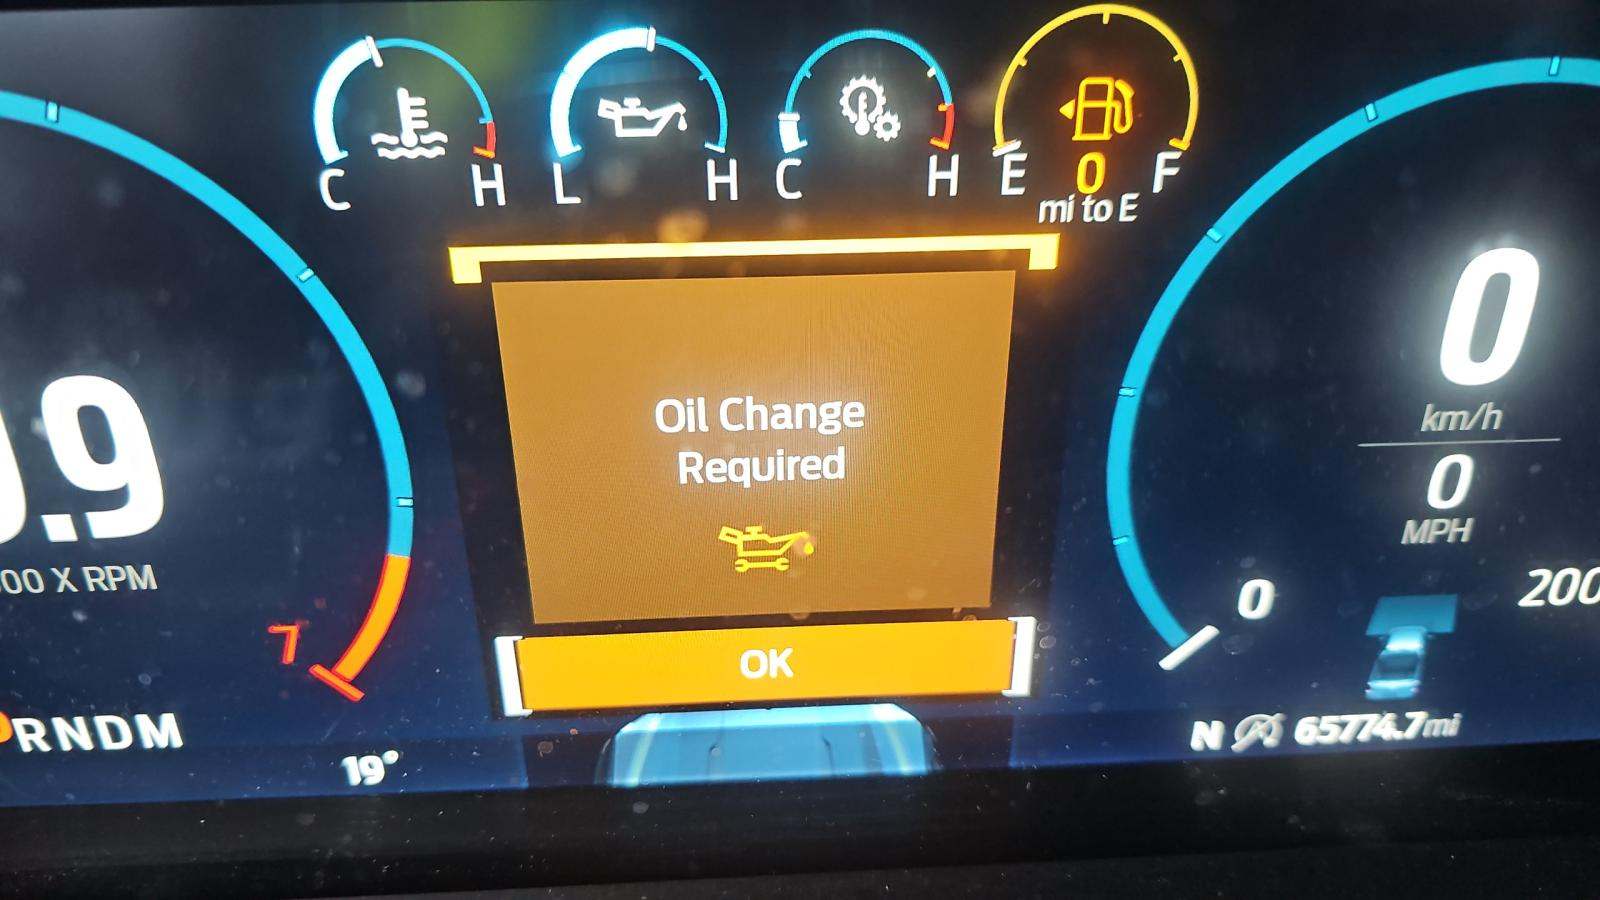 C H L H C H E 0 F
mi to E
Oil Change
Required
OK
.9
00 X RPM
7
RNDM
19°
0
km/h
0
MPH
0
200
N 65774.7mi